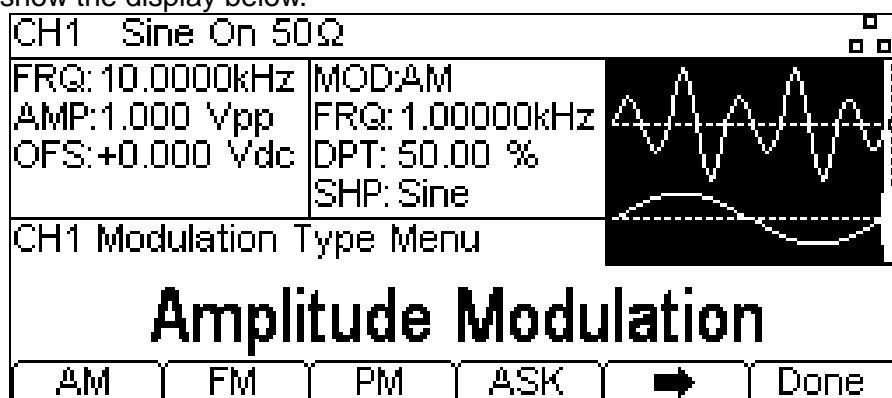 show the display below.
CH1 Sine On 50Ω
FRQ: 10.0000kHz
AMP:1.000 Vpp
OFS:+0.000 Vdc
MOD:AM
FRQ: 1.00000kHz
DPT: 50.00 %
SHP: Sine
CH1 Modulation Type Menu
Amplitude Modulation
AM FM PM ASK Done